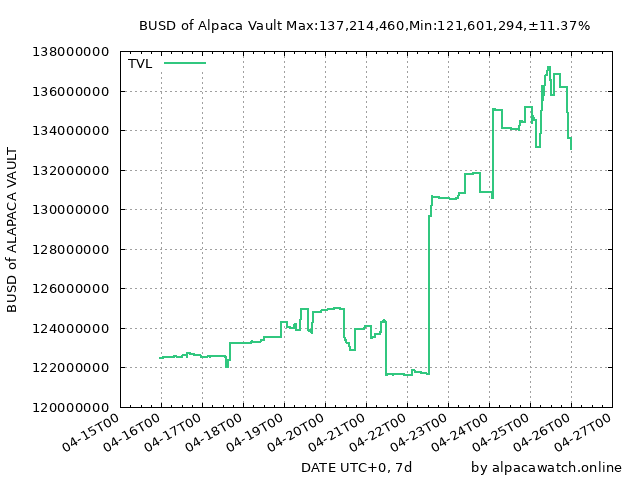 BUSD of Alpaca Vault Max:137,214,460,Min:121,601,294,±11.37%
TVL
138000000
136000000
134000000
132000000
130000000
128000000
126000000
124000000
122000000
120000000
BUSD of ALAPACA VAULT
04-15T00
04-16T00
04-17T00
04-18T00
04-19T00
04-20T00
04-21T00
04-22T00
04-23T00
04-24T00
04-25T00
04-26T00
04-27T00
DATE UTC+0, 7d
by alpacawatch.online